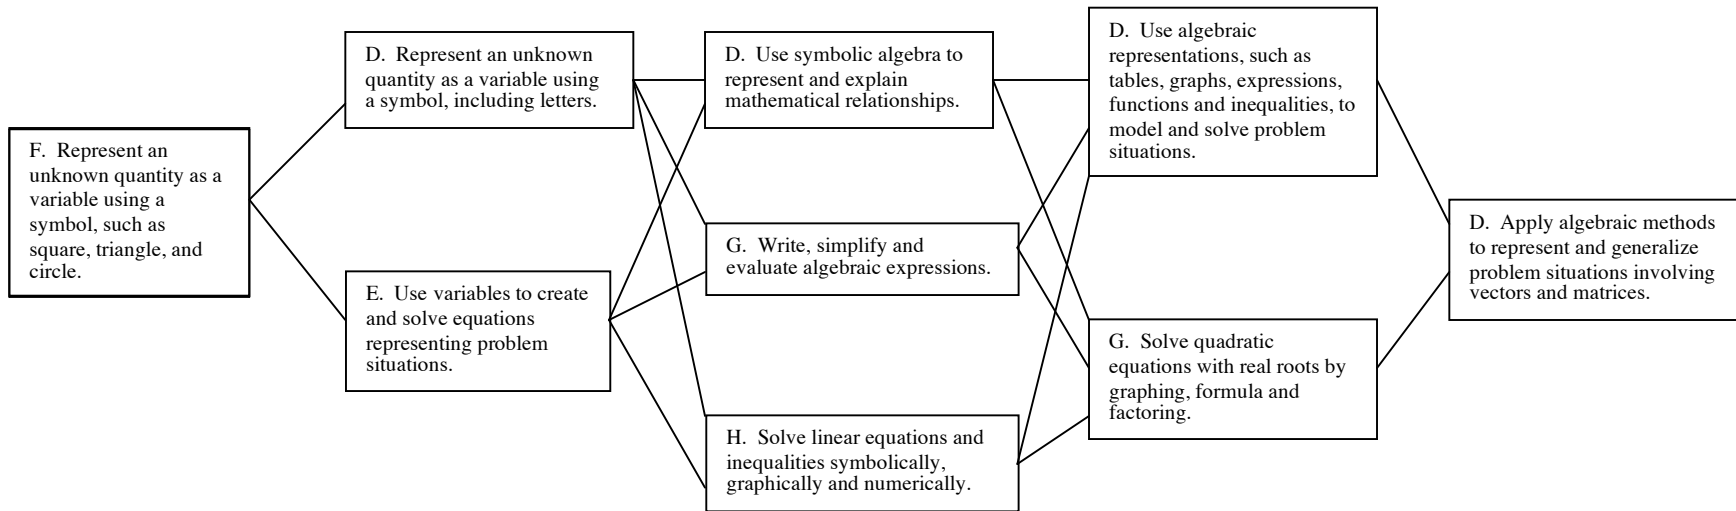 F. Represent an
unknown quantity as a
variable using a
symbol, such as
square, triangle, and
circle.
D. Represent an unknown
quantity as a variable using
a symbol, including letters.
E. Use variables to create
and solve equations
representing problem
situations.
D. Use symbolic algebra to
represent and explain
mathematical relationships.
G. Write, simplify and
evaluate algebraic expressions.
H. Solve linear equations and
inequalities symbolically,
graphically and numerically.
D. Use algebraic
representations, such as
tables, graphs, expressions,
functions and inequalities, to
model and solve problem
situations.
G. Solve quadratic
equations with real roots by
graphing, formula and
factoring.
D. Apply algebraic methods
to represent and generalize
problem situations involving
vectors and matrices.